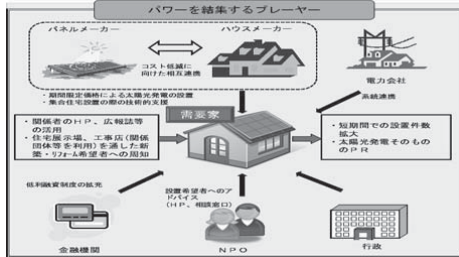 パワーを結集するプレーヤー
パネルメーカー
ハウスメーカー
コスト低減に
向けた相互連携
電力会社
・期間限定価格による太陽光発電の設置
・集合住宅設置の際の技術的支援
系統連携
需要家
・関係者のＨＰ、広報誌等
の活用
・住宅展示場、工事店(関係
団体等を利用)を通した新
築・リフォーム希望者への周知
・短期間での設置件数
拡大
・太陽光発電そのもの
のＰＲ
低利融資制度の拡充
設置希望者へのア
ドバイス
(ＨＰ、相談窓口)
金融機関
ＮＰＯ
行政